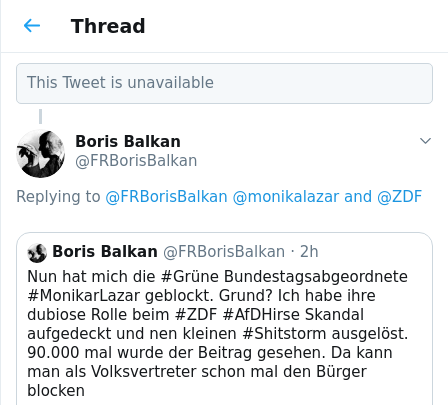 Thread
This Tweet is unavailable
Boris Balkan
@FRBorisBalkan
Replying to @FRBorisBalkan @monikalazar and @ZDF
Boris Balkan @FRBorisBalkan · 2h
Nun hat mich die #Grüne Bundestagsabgeordnete
#MonikarLazar geblockt. Grund? Ich habe ihre
dubiose Rolle beim #ZDF #AfDHirse Skandal
aufgedeckt und nen kleinen #Shitstorm ausgelöst.
90.000 mal wurde der Beitrag gesehen. Da kann
man als Volksvertreter schon mal den Bürger
blocken